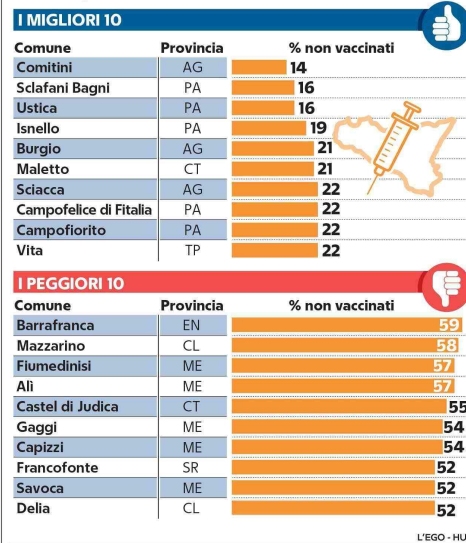 I MIGLIORI 10
Comune Provincia % non vaccinati
Comitini AG 14
Sclafani Bagni PA 16
Ustica PA 16
Isnello PA 19
Burgio AG 21
Maletto CT 21
Sciacca AG 22
Campofelice di Fitalia PA 22
Campofiorito PA 22
Vita TP 22
I PEGGIORI 10
Comune Provincia % non vaccinati
Barrafranca EN 59
Mazzarino CL 58
Fiumedinisi ME 57
Alì ME 57
Castel di Judica CT 55
Gaggi ME 54
Capizzi ME 54
Francofonte SR 52
Savoca ME 52
Delia CL 52
L'EGO - HU